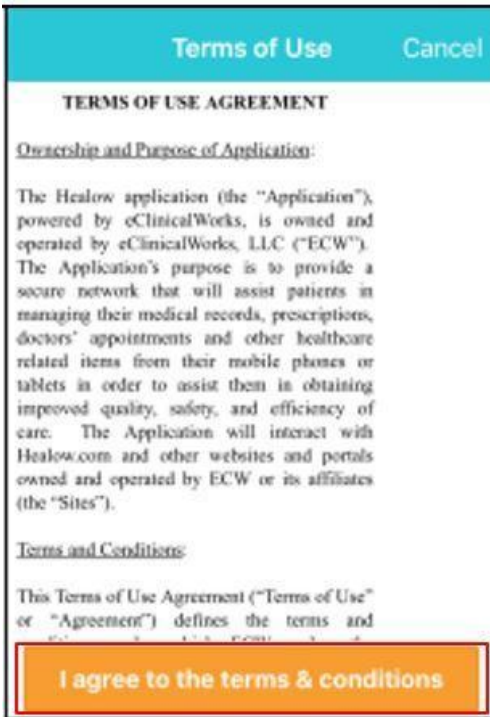 Terms of Use Cancel
TERMS OF USE AGREEMENT
Ownership and Purpose of Application:
The Healow application (the “Application”),
powered by eClinicalWorks, is owned and
operated by eClinicalWorks, LLC (“ECW”).
The Application’s purpose is to provide a
secure network that will assist patients in
managing their medical records, prescriptions,
doctors’ appointments and other healthcare
related items from their mobile phones or
tablets in order to assist them in obtaining
improved quality, safety, and efficiency of
care. The Application will interact with
Healow.com and other websites and portals
owned and operated by ECW or its affiliates
(the “Sites”).
Terms and Conditions:
This Terms of Use Agreement (“Terms of Use”
or “Agreement”) defines the terms and
I agree to the terms & conditions